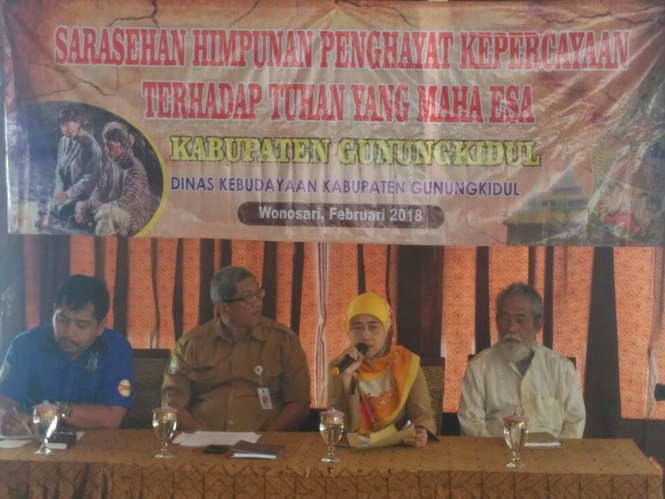 SARASEHAN HIMPUNAN PENGHAYAT KEPERCAYAAN
TERHADAP TUHAN YANG MAHA ESA
KABUPATEN GUNUNGKIDUL
DINAS KEBUDAYAAN KABUPATEN GUNUNGKIDUL
Wonosari, Februari 2018